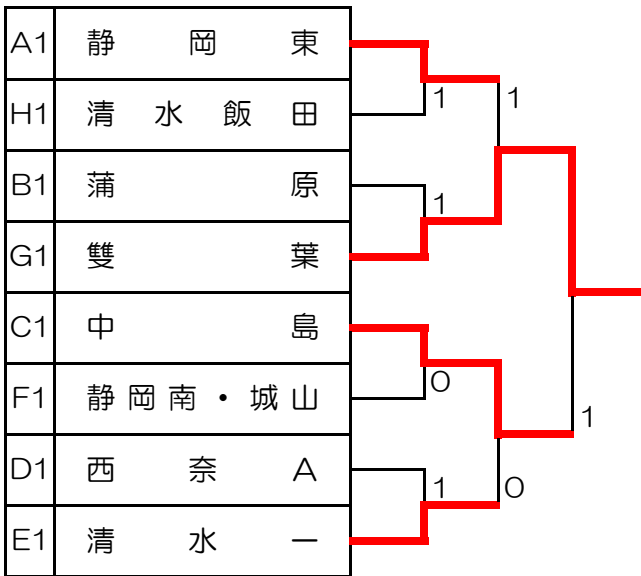 A1 静岡東
H1 清水飯田
B1 蒲原
G1 雙葉
C1 中島
F1 静岡南・城山
D1 西奈A
E1 清水一
1
1
1
0
1
1
0